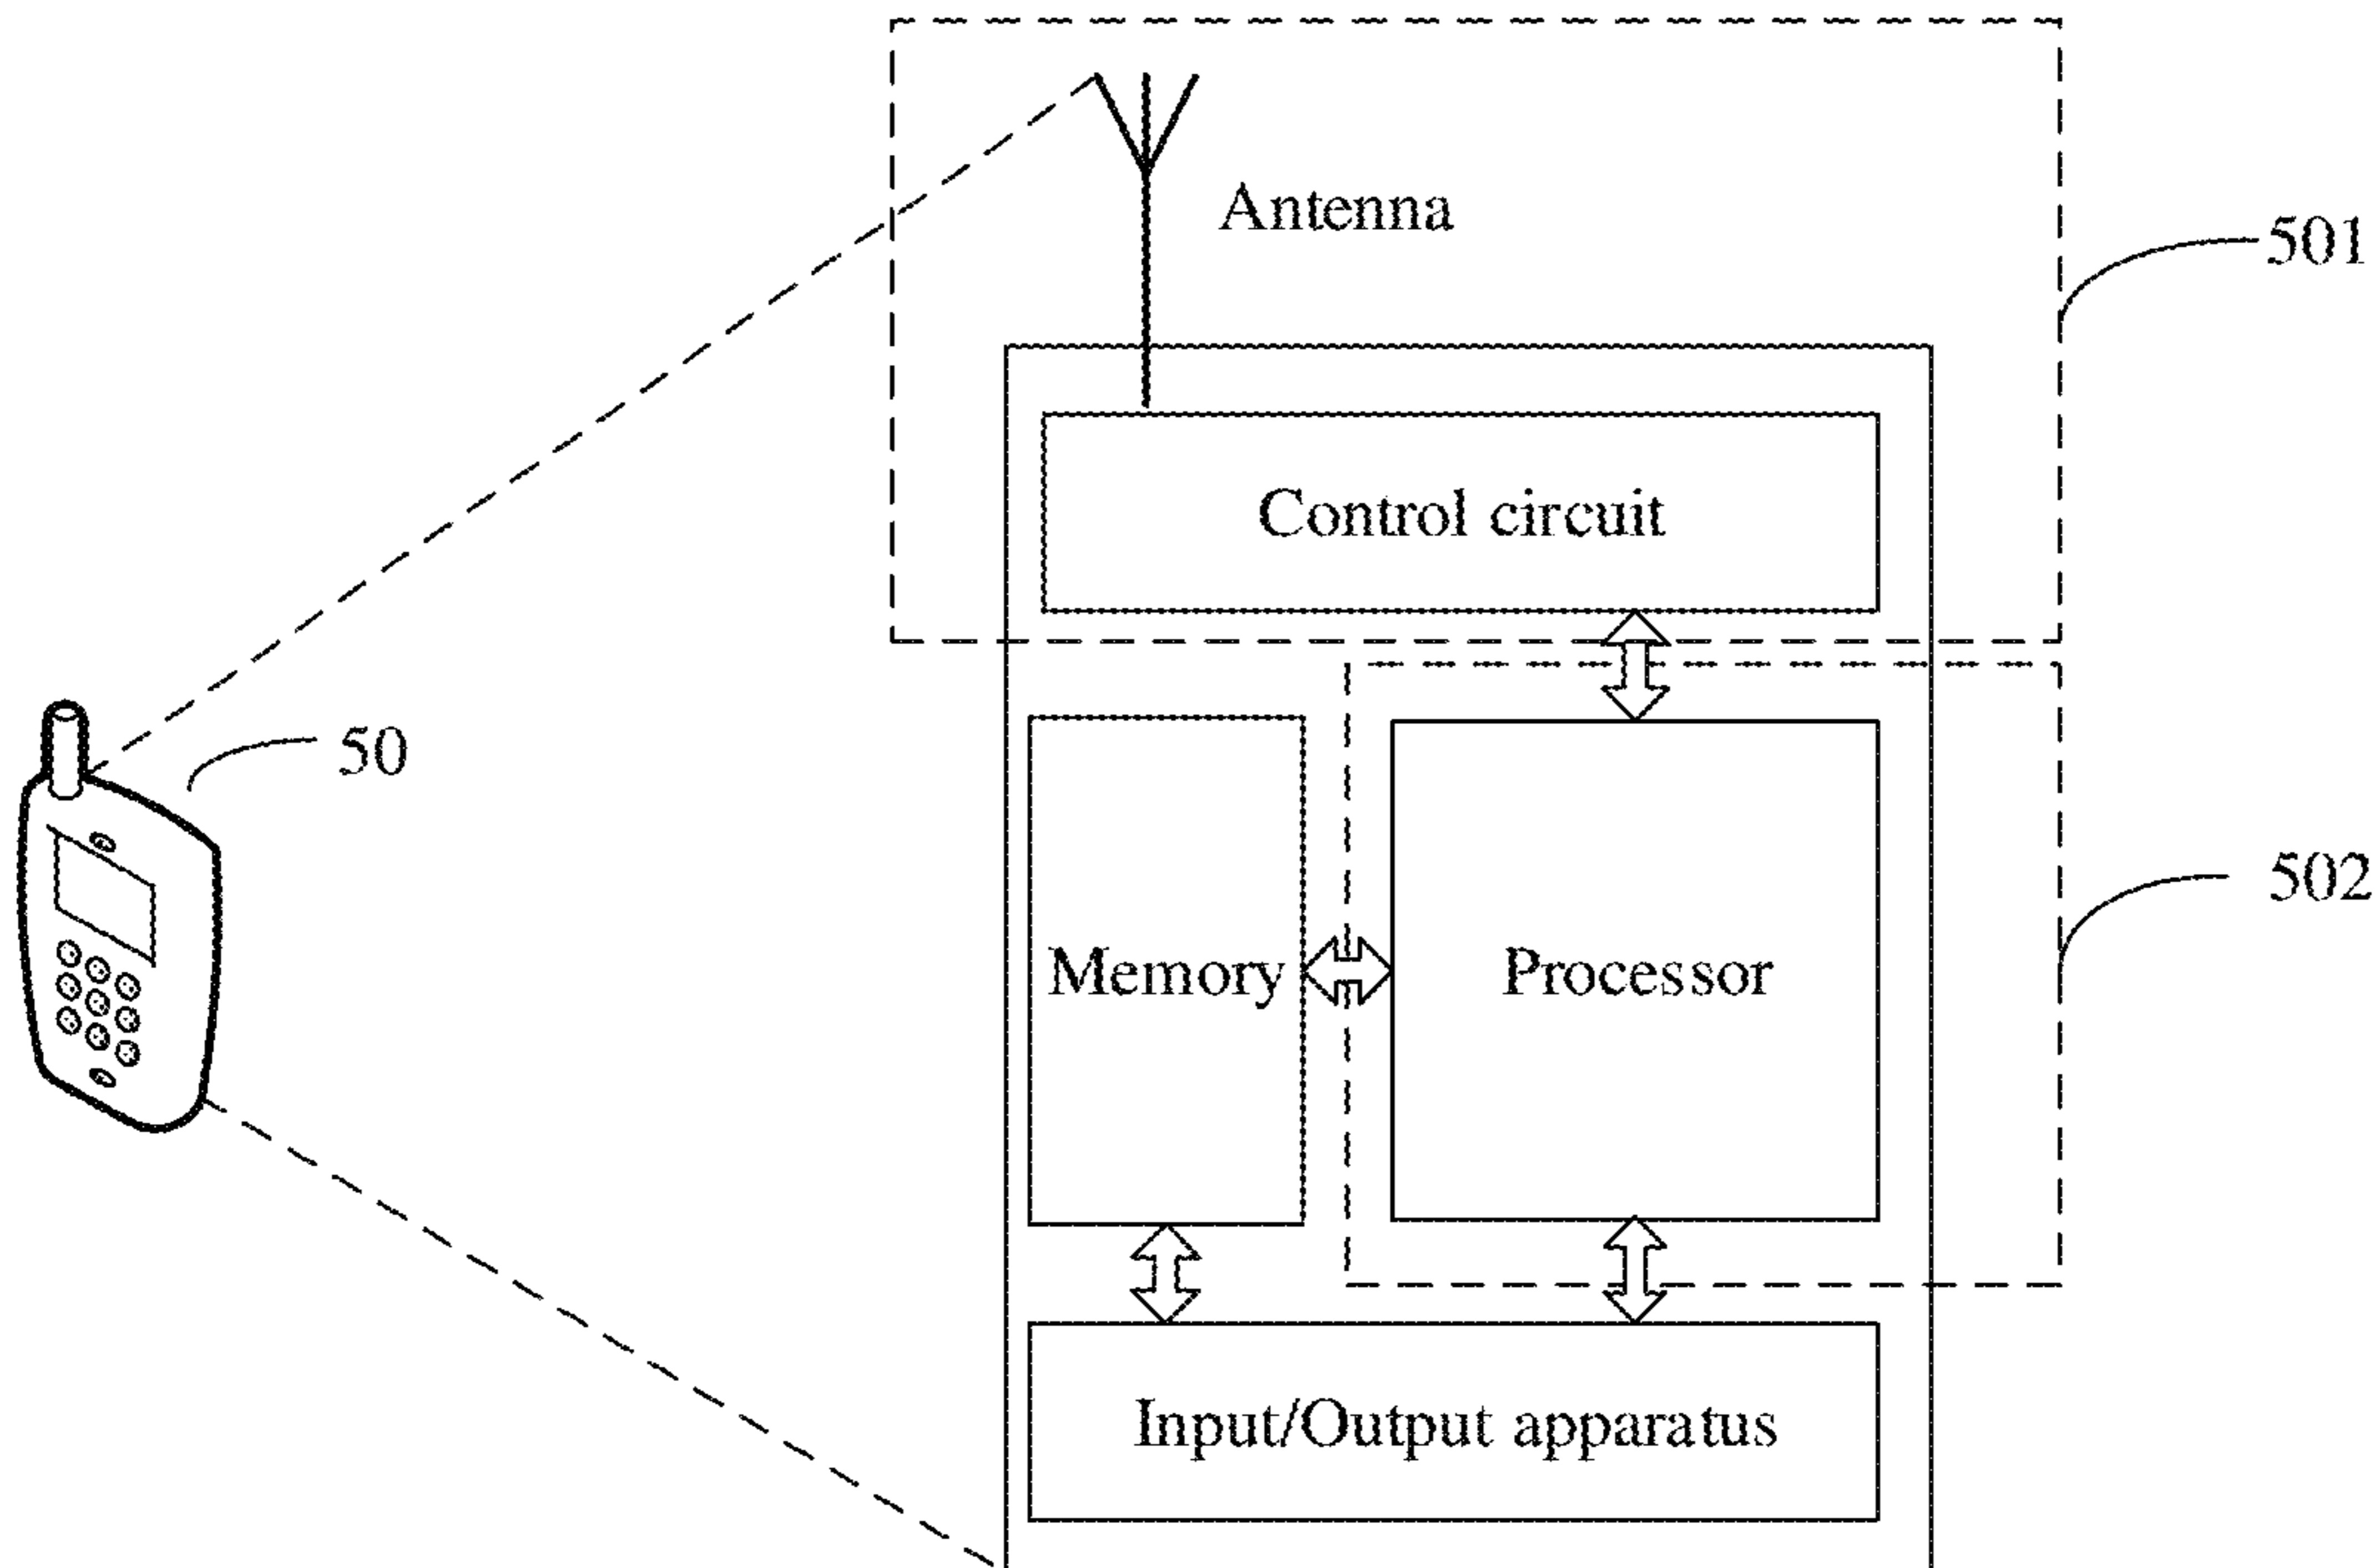 Antenna
501
Control circuit
50
502
Memory
Processor
Input/Output apparatus